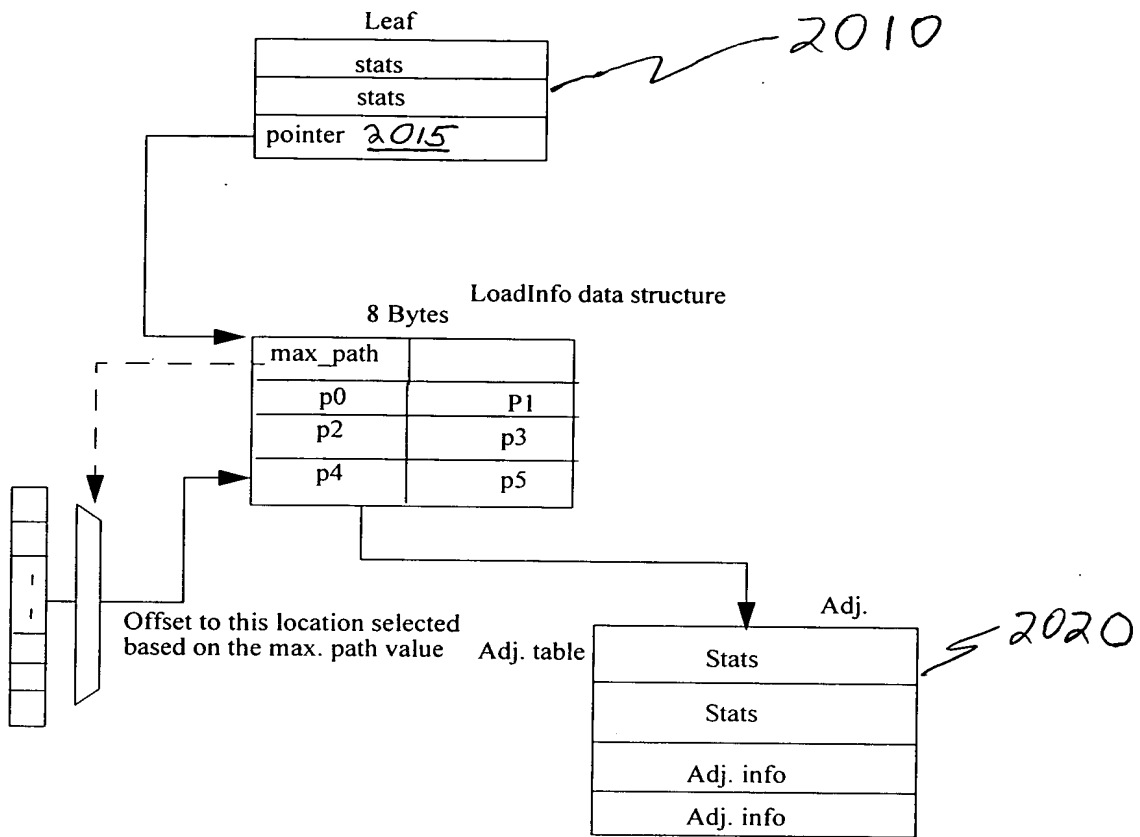 Leaf
2010
stats
stats
pointer 2015
LoadInfo data structure
8 Bytes
max_path
p0 P1
p2 p3
p4 p5
Offset to this location selected
based on the max. path value
Adj. table
Adj.
2020
Stats
Stats
Adj. info
Adj. info